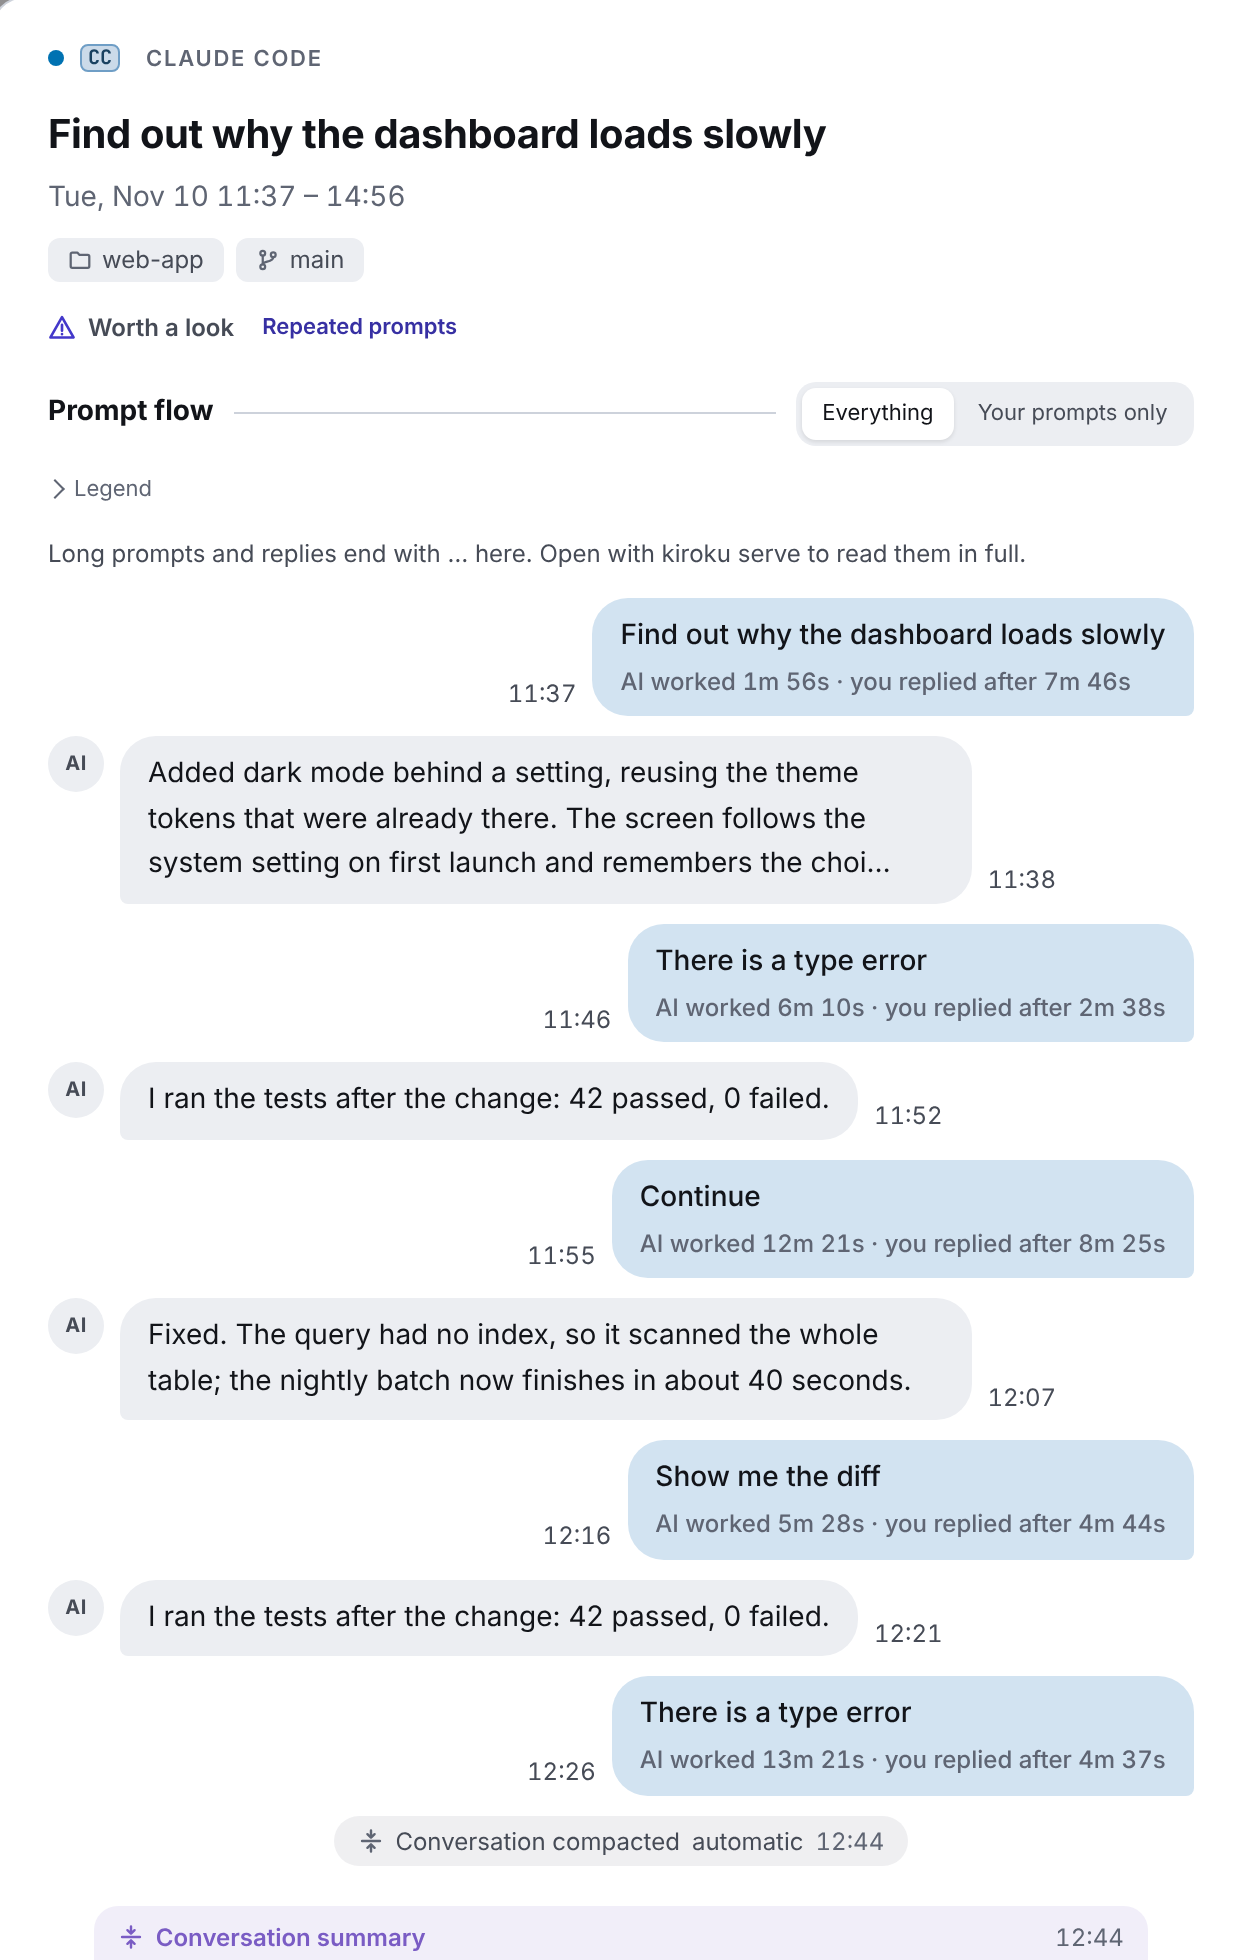 CC CLAUDE CODE
Find out why the dashboard loads slowly
Tue, Nov 10 11:37 – 14:56
web-app main
Worth a look Repeated prompts
Prompt flow Everything Your prompts only
Legend
Long prompts and replies end with ... here. Open with kiroku serve to read them in full.
Find out why the dashboard loads slowly
AI worked 1m 56s · you replied after 7m 46s
11:37
AI
Added dark mode behind a setting, reusing the theme
tokens that were already there. The screen follows the
system setting on first launch and remembers the choi...
11:38
There is a type error
AI worked 6m 10s · you replied after 2m 38s
11:46
AI
I ran the tests after the change: 42 passed, 0 failed.
11:52
Continue
AI worked 12m 21s · you replied after 8m 25s
11:55
AI
Fixed. The query had no index, so it scanned the whole
table; the nightly batch now finishes in about 40 seconds.
12:07
Show me the diff
AI worked 5m 28s · you replied after 4m 44s
12:16
AI
I ran the tests after the change: 42 passed, 0 failed.
12:21
There is a type error
AI worked 13m 21s · you replied after 4m 37s
12:26
Conversation compacted automatic 12:44
Conversation summary 12:44